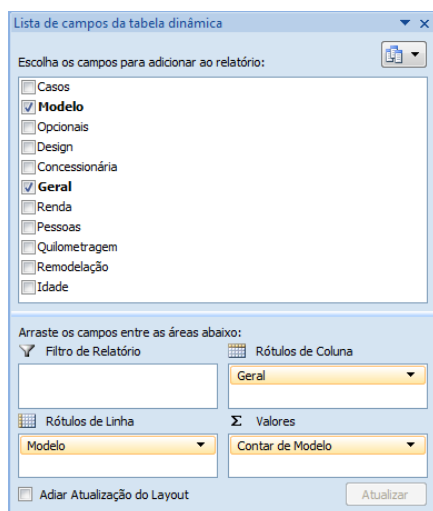 Lista de campos da tabela dinâmica
Escolha os campos para adicionar ao relatório:
Casos
Modelo
Opcionais
Design
Concessionária
Geral
Renda
Pessoas
Quilometragem
Remodelação
Idade
Arraste os campos entre as áreas abaixo:
Filtro de Relatório
Rótulos de Coluna
Geral
Rótulos de Linha
Σ Valores
Modelo
Contar de Modelo
Adiar Atualização do Layout
Atualizar